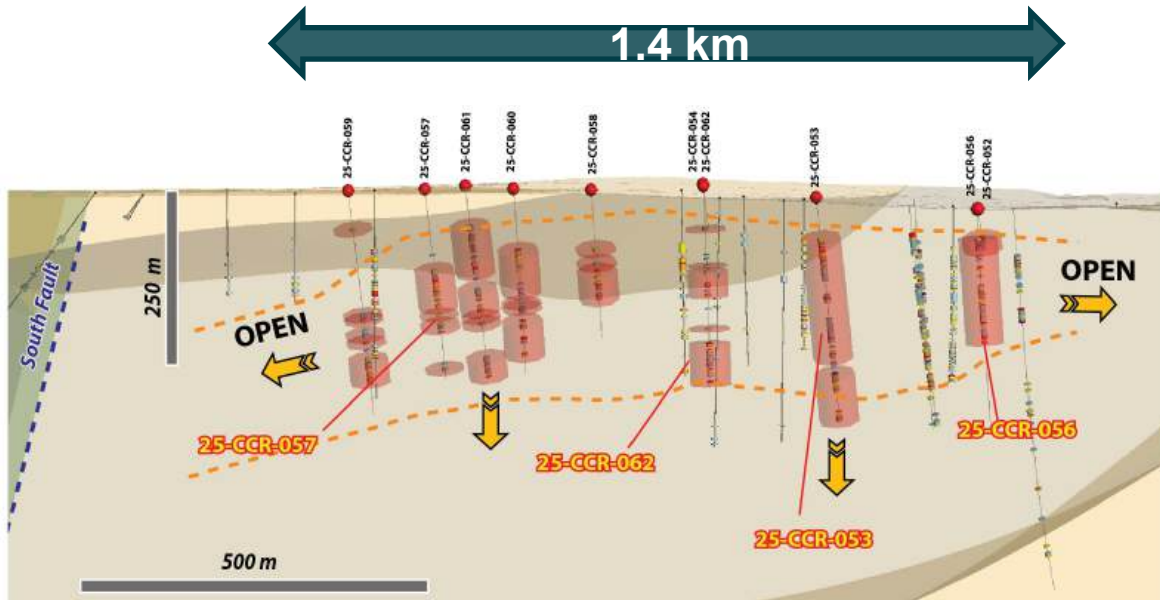 1.4 km
25-CCR-059
25-CCR-057
25-CCR-061
25-CCR-060
25-CCR-058
25-CCR-054
25-CCR-062
25-CCR-053
25-CCR-056
25-CCR-052
250 m
South Fault
OPEN
OPEN
25-CCR-057
25-CCR-062
25-CCR-056
25-CCR-053
500 m